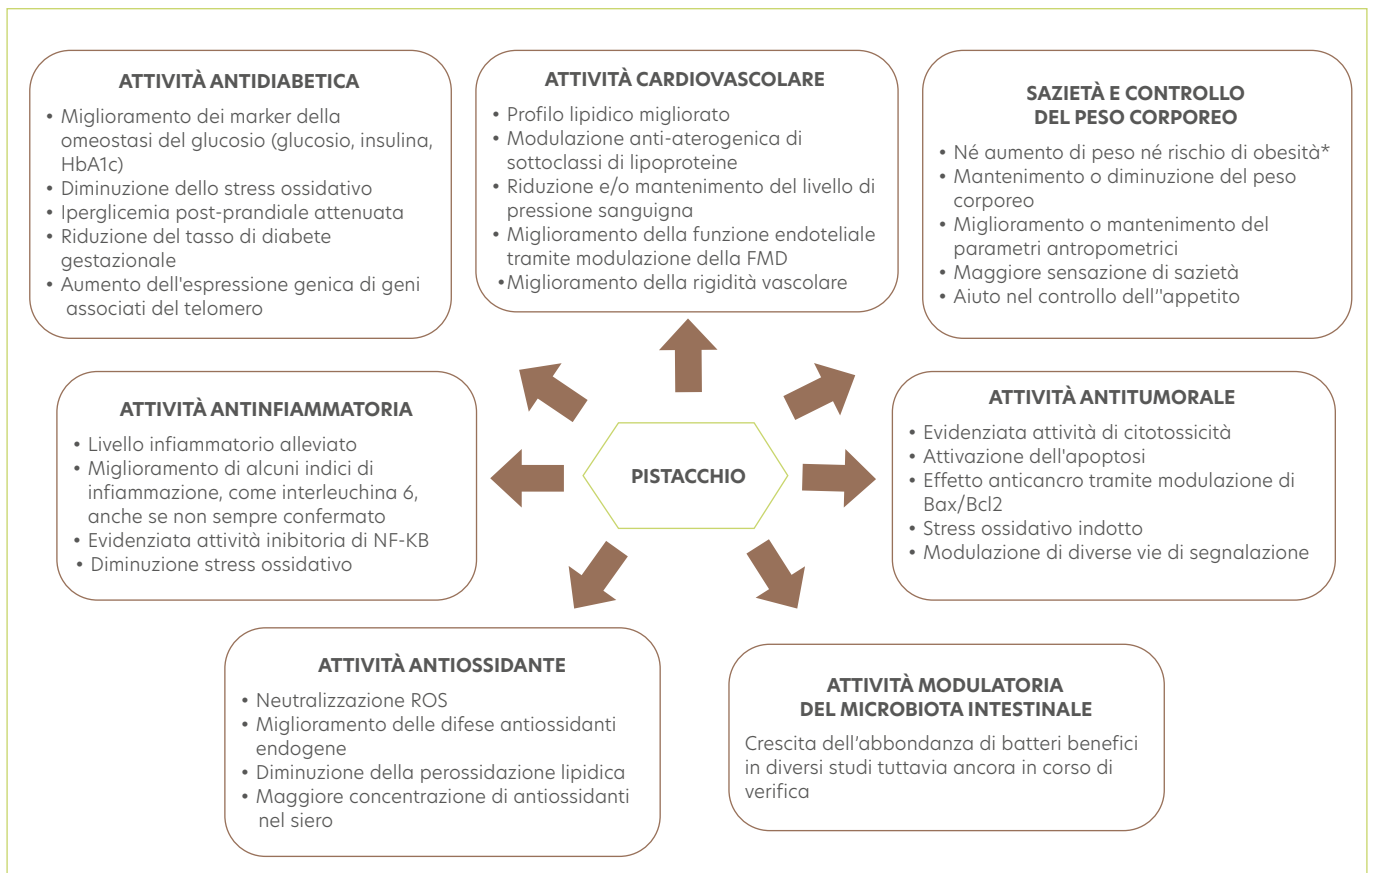 ATTIVITÀ ANTIDIABETICA
• Miglioramento dei marker della
omeostasi del glucosio (glucosio, insulina,
HbA1c)
• Diminuzione dello stress ossidativo
• Iperglicemia post-prandiale attenuata
• Riduzione del tasso di diabete
gestazionale
• Aumento dell'espressione genica di geni
associati del telomero
ATTIVITÀ CARDIOVASCOLARE
• Profilo lipidico migliorato
• Modulazione anti-aterogenica di
sottoclassi di lipoproteine
• Riduzione e/o mantenimento del livello di
pressione sanguigna
• Miglioramento della funzione endoteliale
tramite modulazione della FMD
•Miglioramento della rigidità vascolare
SAZIETÀ E CONTROLLO
DEL PESO CORPOREO
• Né aumento di peso né rischio di obesità*
• Mantenimento o diminuzione del peso
corporeo
• Miglioramento o mantenimento del
parametri antropometrici
• Maggiore sensazione di sazietà
• Aiuto nel controllo dell''appetito
ATTIVITÀ ANTINFIAMMATORIA
• Livello infiammatorio alleviato
• Miglioramento di alcuni indici di
infiammazione, come interleuchina 6,
anche se non sempre confermato
• Evidenziata attività inibitoria di NF-KB
• Diminuzione stress ossidativo
PISTACCHIO
ATTIVITÀ ANTITUMORALE
• Evidenziata attività di citotossicità
• Attivazione dell'apoptosi
• Effetto anticancro tramite modulazione di
Bax/Bcl2
• Stress ossidativo indotto
• Modulazione di diverse vie di segnalazione
ATTIVITÀ ANTIOSSIDANTE
• Neutralizzazione ROS
• Miglioramento delle difese antiossidanti
endogene
• Diminuzione della perossidazione lipidica
• Maggiore concentrazione di antiossidanti
nel siero
ATTIVITÀ MODULATORIA
DEL MICROBIOTA INTESTINALE
Crescita dell’abbondanza di batteri benefici
in diversi studi tuttavia ancora in corso di
verifica